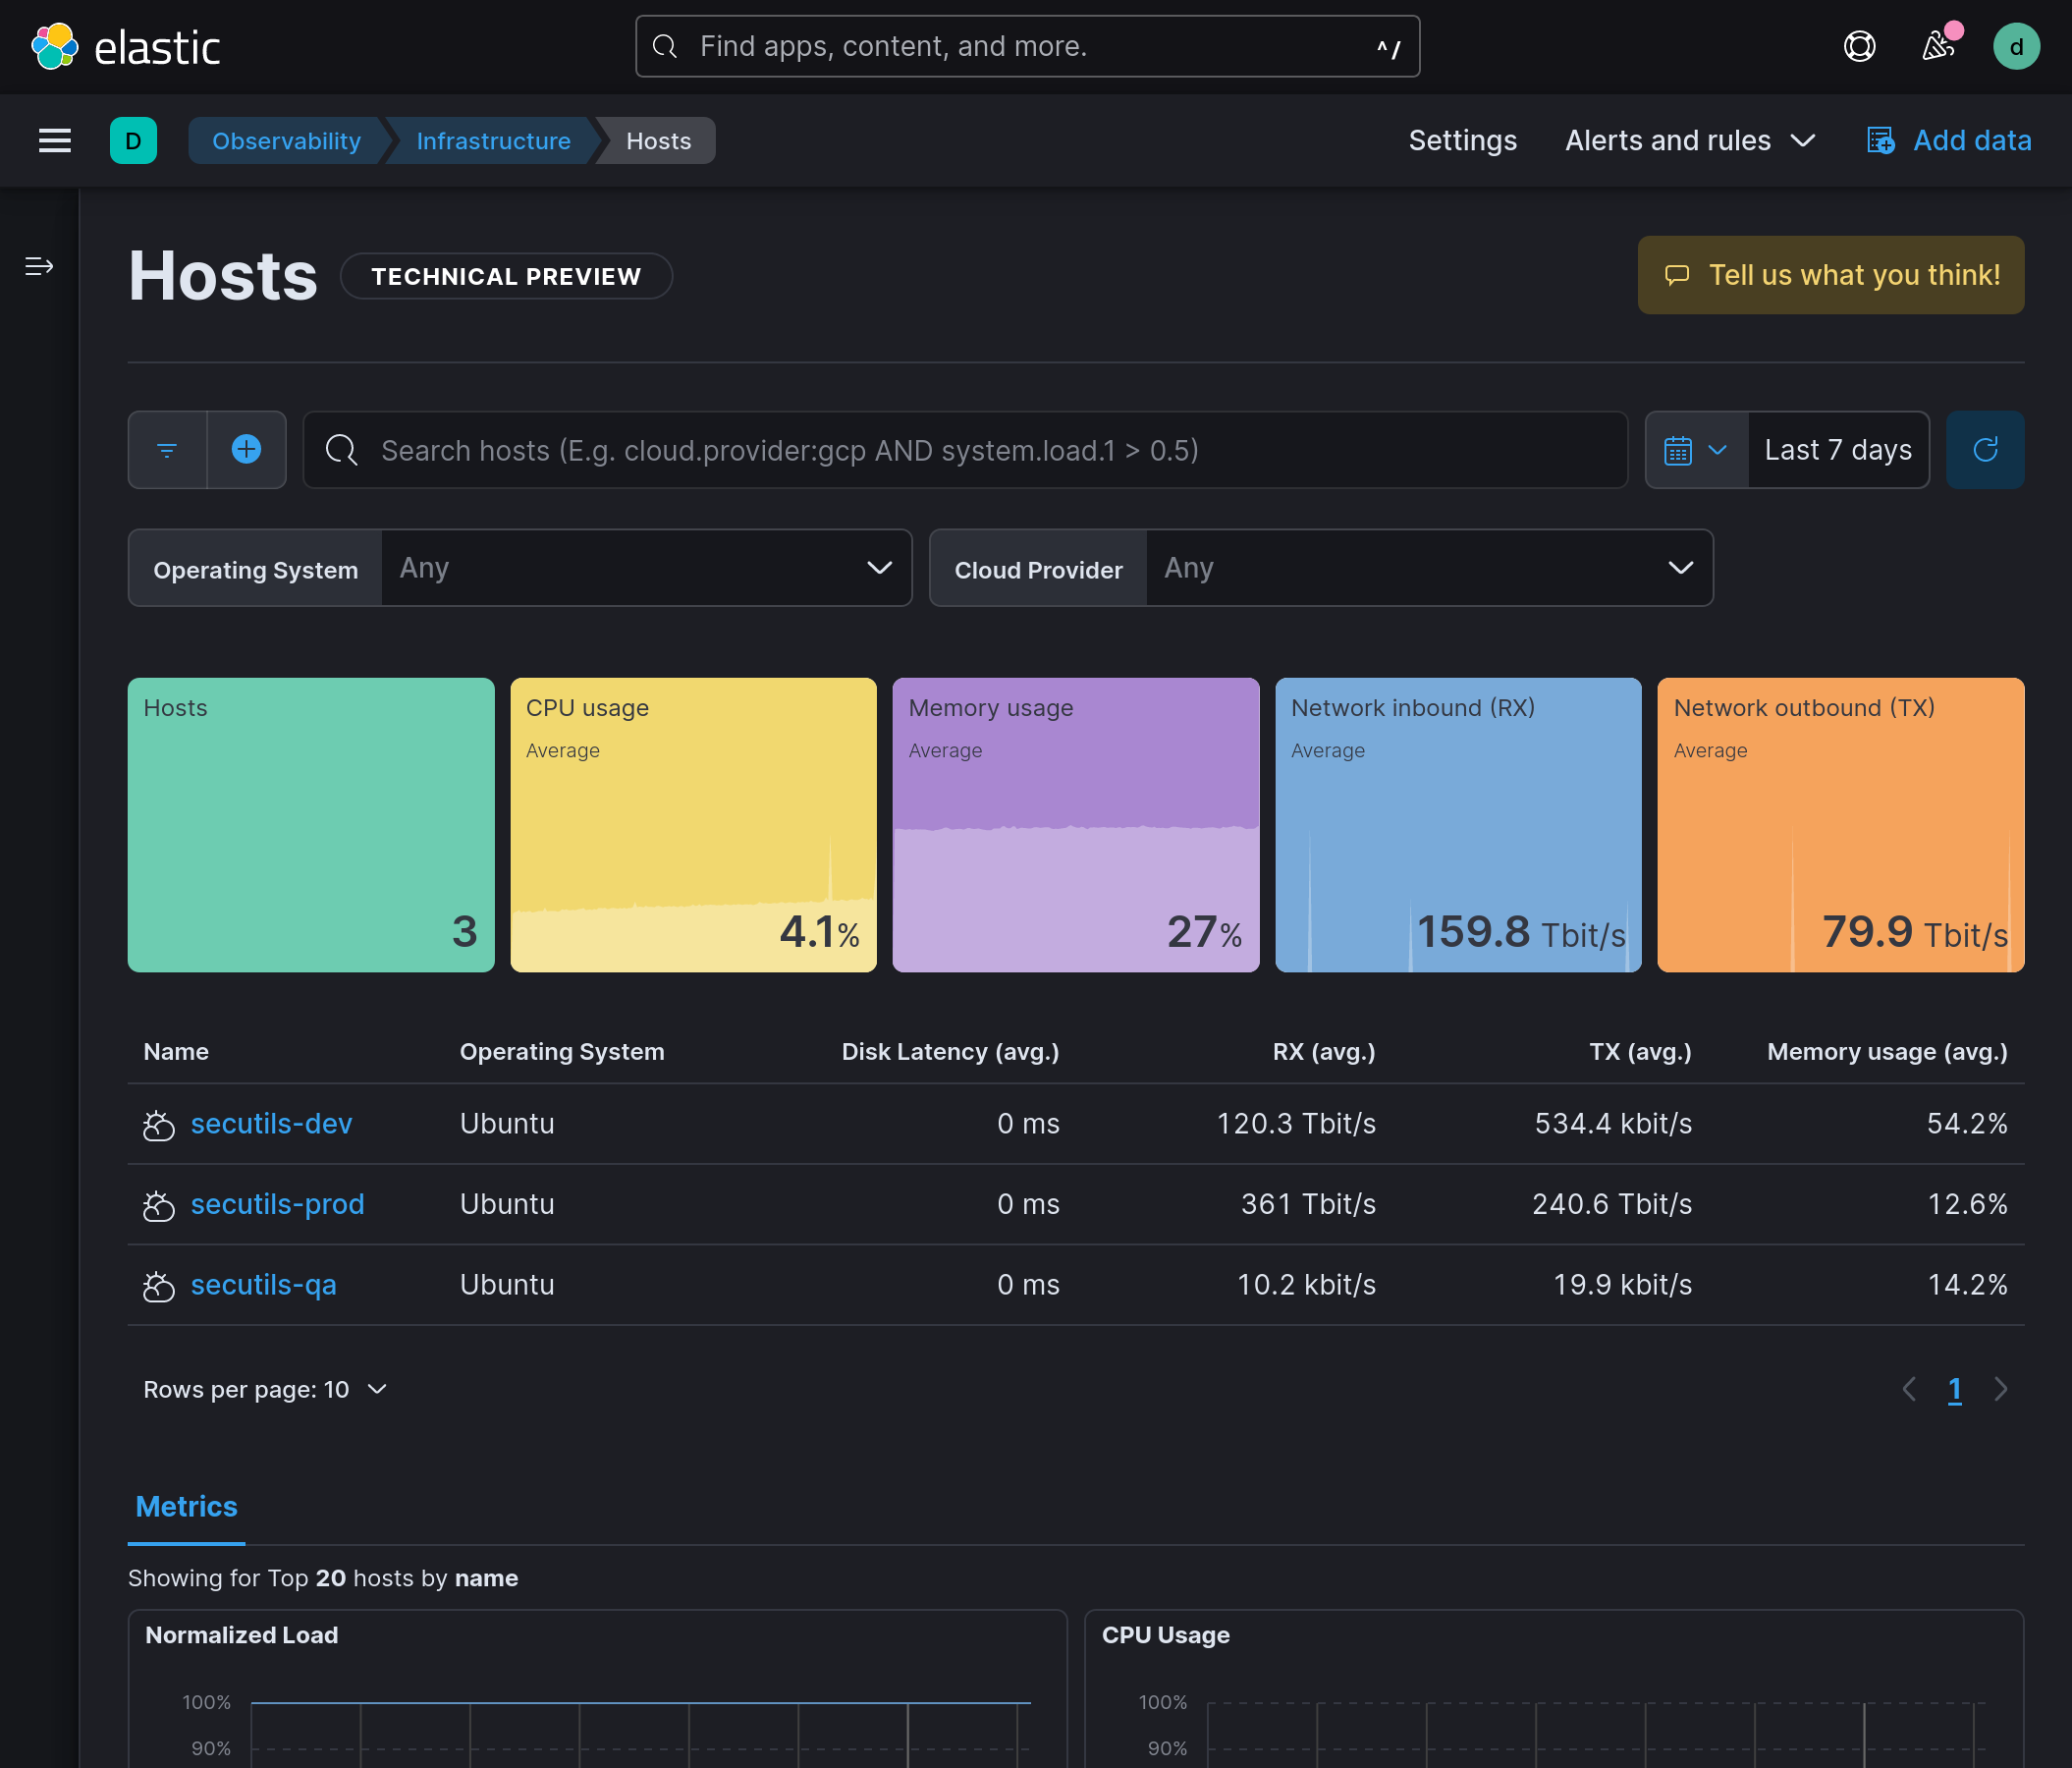 elastic
Find apps, content, and more.
^/
d
D
Observability
Infrastructure
Hosts
Settings
Alerts and rules
Add data
Hosts
TECHNICAL PREVIEW
Tell us what you think!
Search hosts (E.g. cloud.provider:gcp AND system.load.1 > 0.5)
Last 7 days
Operating System
Any
Cloud Provider
Any
Hosts
3
CPU usage
Average
4.1%
Memory usage
Average
27%
Network inbound (RX)
Average
159.8 Tbit/s
Network outbound (TX)
Average
79.9 Tbit/s
Name Operating System Disk Latency (avg.) RX (avg.) TX (avg.) Memory usage (avg.)
secutils-dev Ubuntu 0 ms 120.3 Tbit/s 534.4 kbit/s 54.2%
secutils-prod Ubuntu 0 ms 361 Tbit/s 240.6 Tbit/s 12.6%
secutils-qa Ubuntu 0 ms 10.2 kbit/s 19.9 kbit/s 14.2%
Rows per page: 10
1
Metrics
Showing for Top 20 hosts by name
Normalized Load
100%
90%
CPU Usage
100%
90%